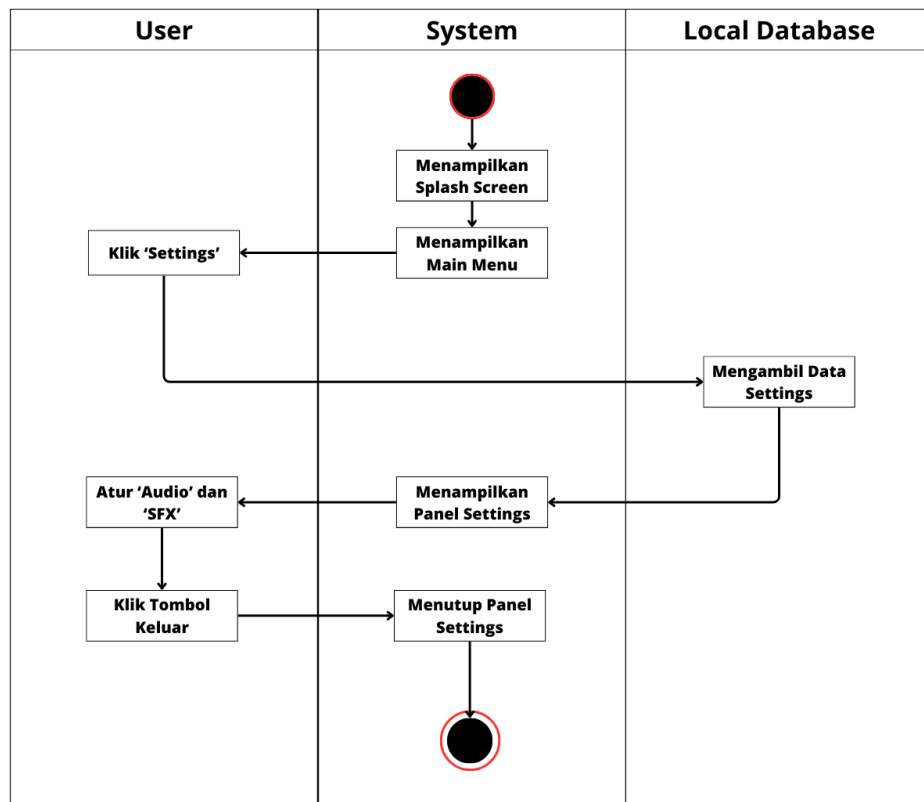 User
System
Local Database
Menampilkan
Splash Screen
Menampilkan
Main Menu
Klik ‘Settings’
Mengambil Data
Settings
Menampilkan
Panel Settings
Atur ‘Audio’ dan
‘SFX’
Klik Tombol
Keluar
Menutup Panel
Settings